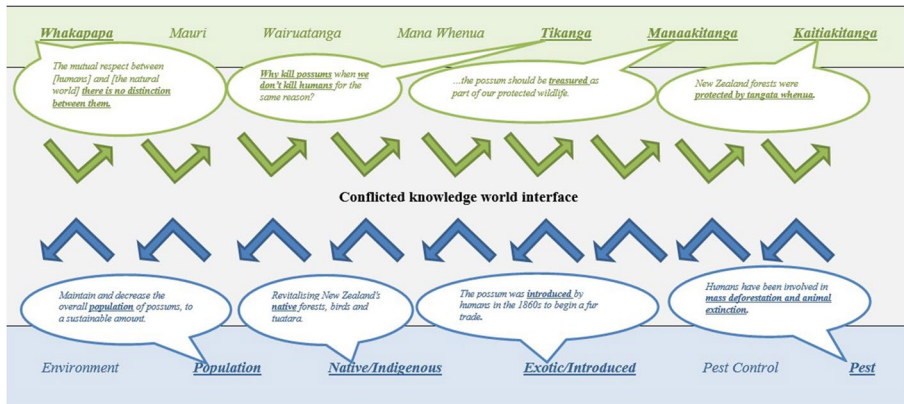 Whakapapa Mauri Wairuatanga Mana Whenua Tikanga Manaakitanga Kaitiakitanga
The mutual respect between
[humans] and [the natural
world] there is no distinction
between them.
Why kill possums when we
don't kill humans for the
same reason?
...the possum should be treasured as
part of our protected wildlife.
New Zealand forests were
protected by tangata whenua.
Conflicted knowledge world interface
Maintain and decrease the
overall population of possums, to
a sustainable amount.
Revitalising New Zealand's
native forests, birds and
tuatara.
The possum was introduced by
humans in the 1860s to begin a fur
trade.
Humans have been involved in
mass deforestation and animal
extinction.
Environment Population Native/Indigenous Exotic/Introduced Pest Control Pest